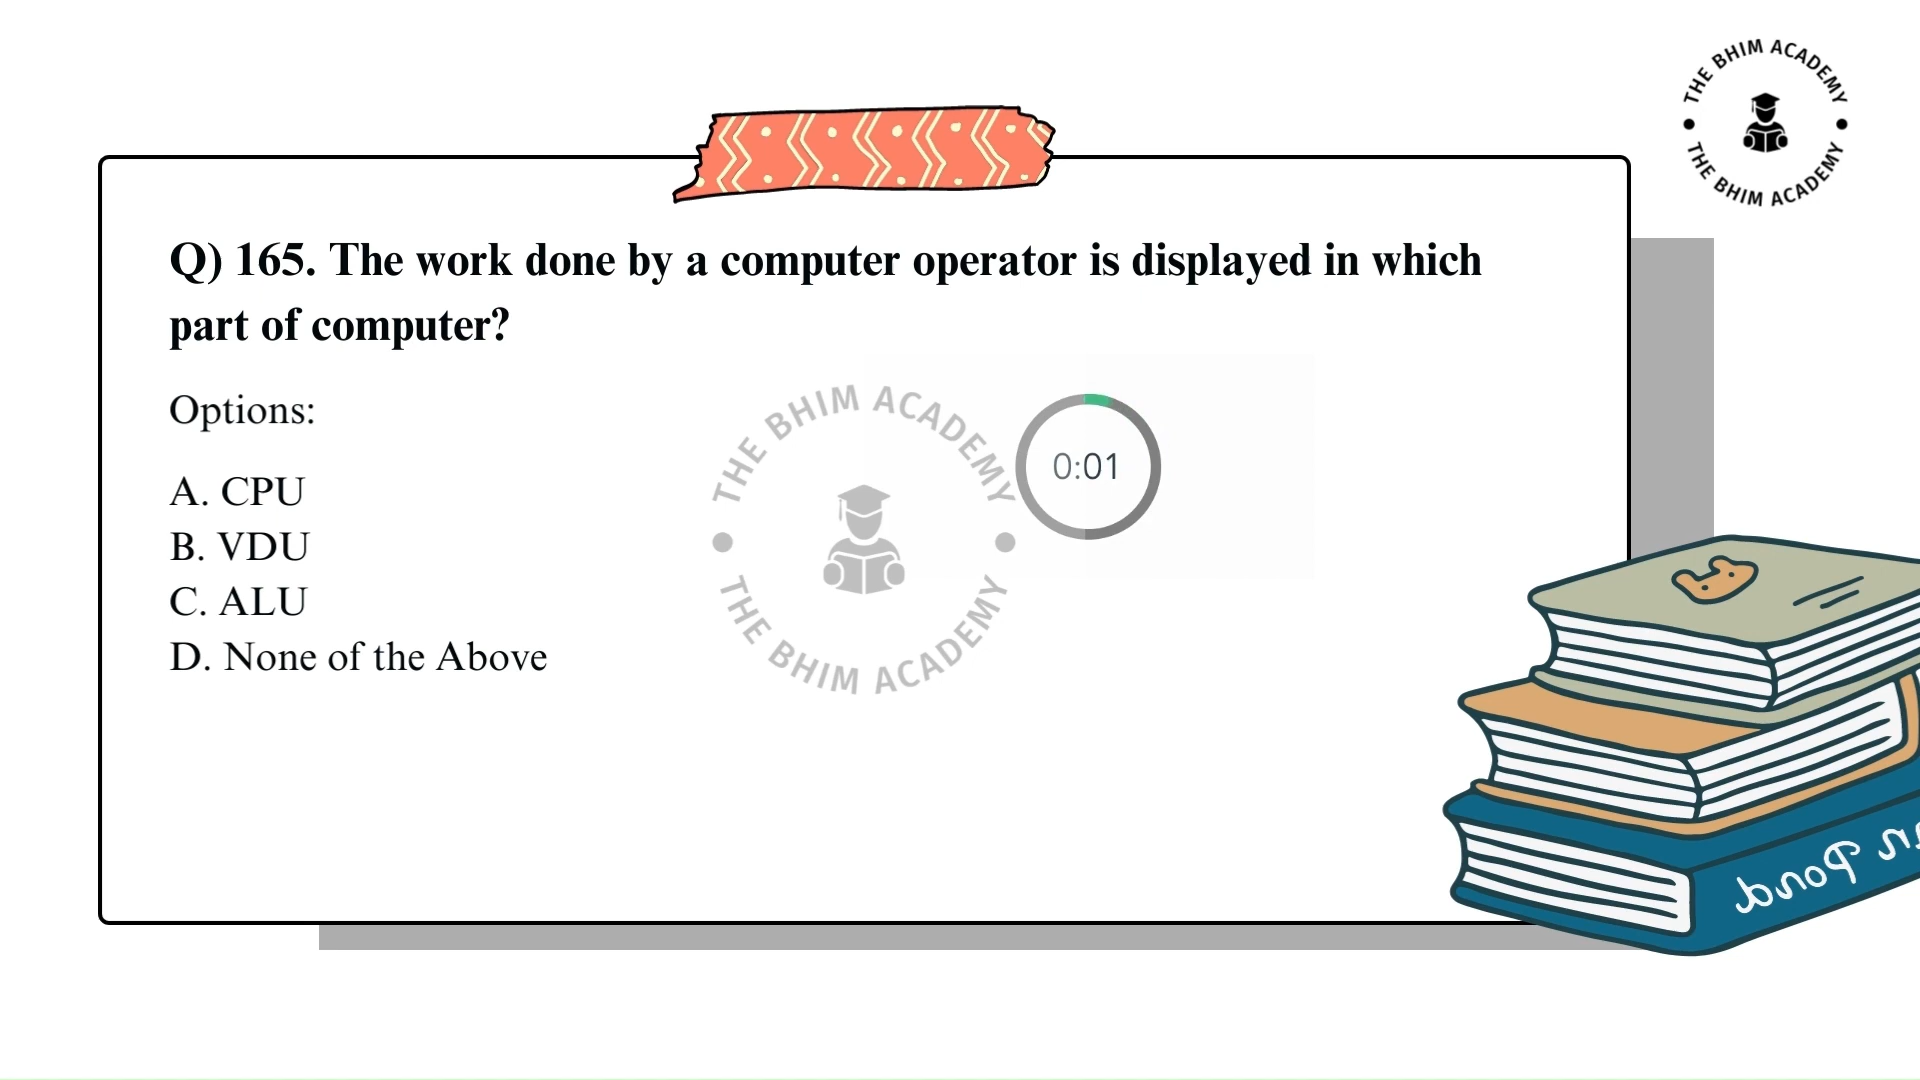 THE BHIM ACADEMY
THE BHIM ACADEMY
Q) 165. The work done by a computer operator is displayed in which
part of computer?
Options:
A. CPU
B. VDU
C. ALU
D. None of the Above
THE BHIM ACADEMY
THE BHIM ACADEMY
0:01
Pond